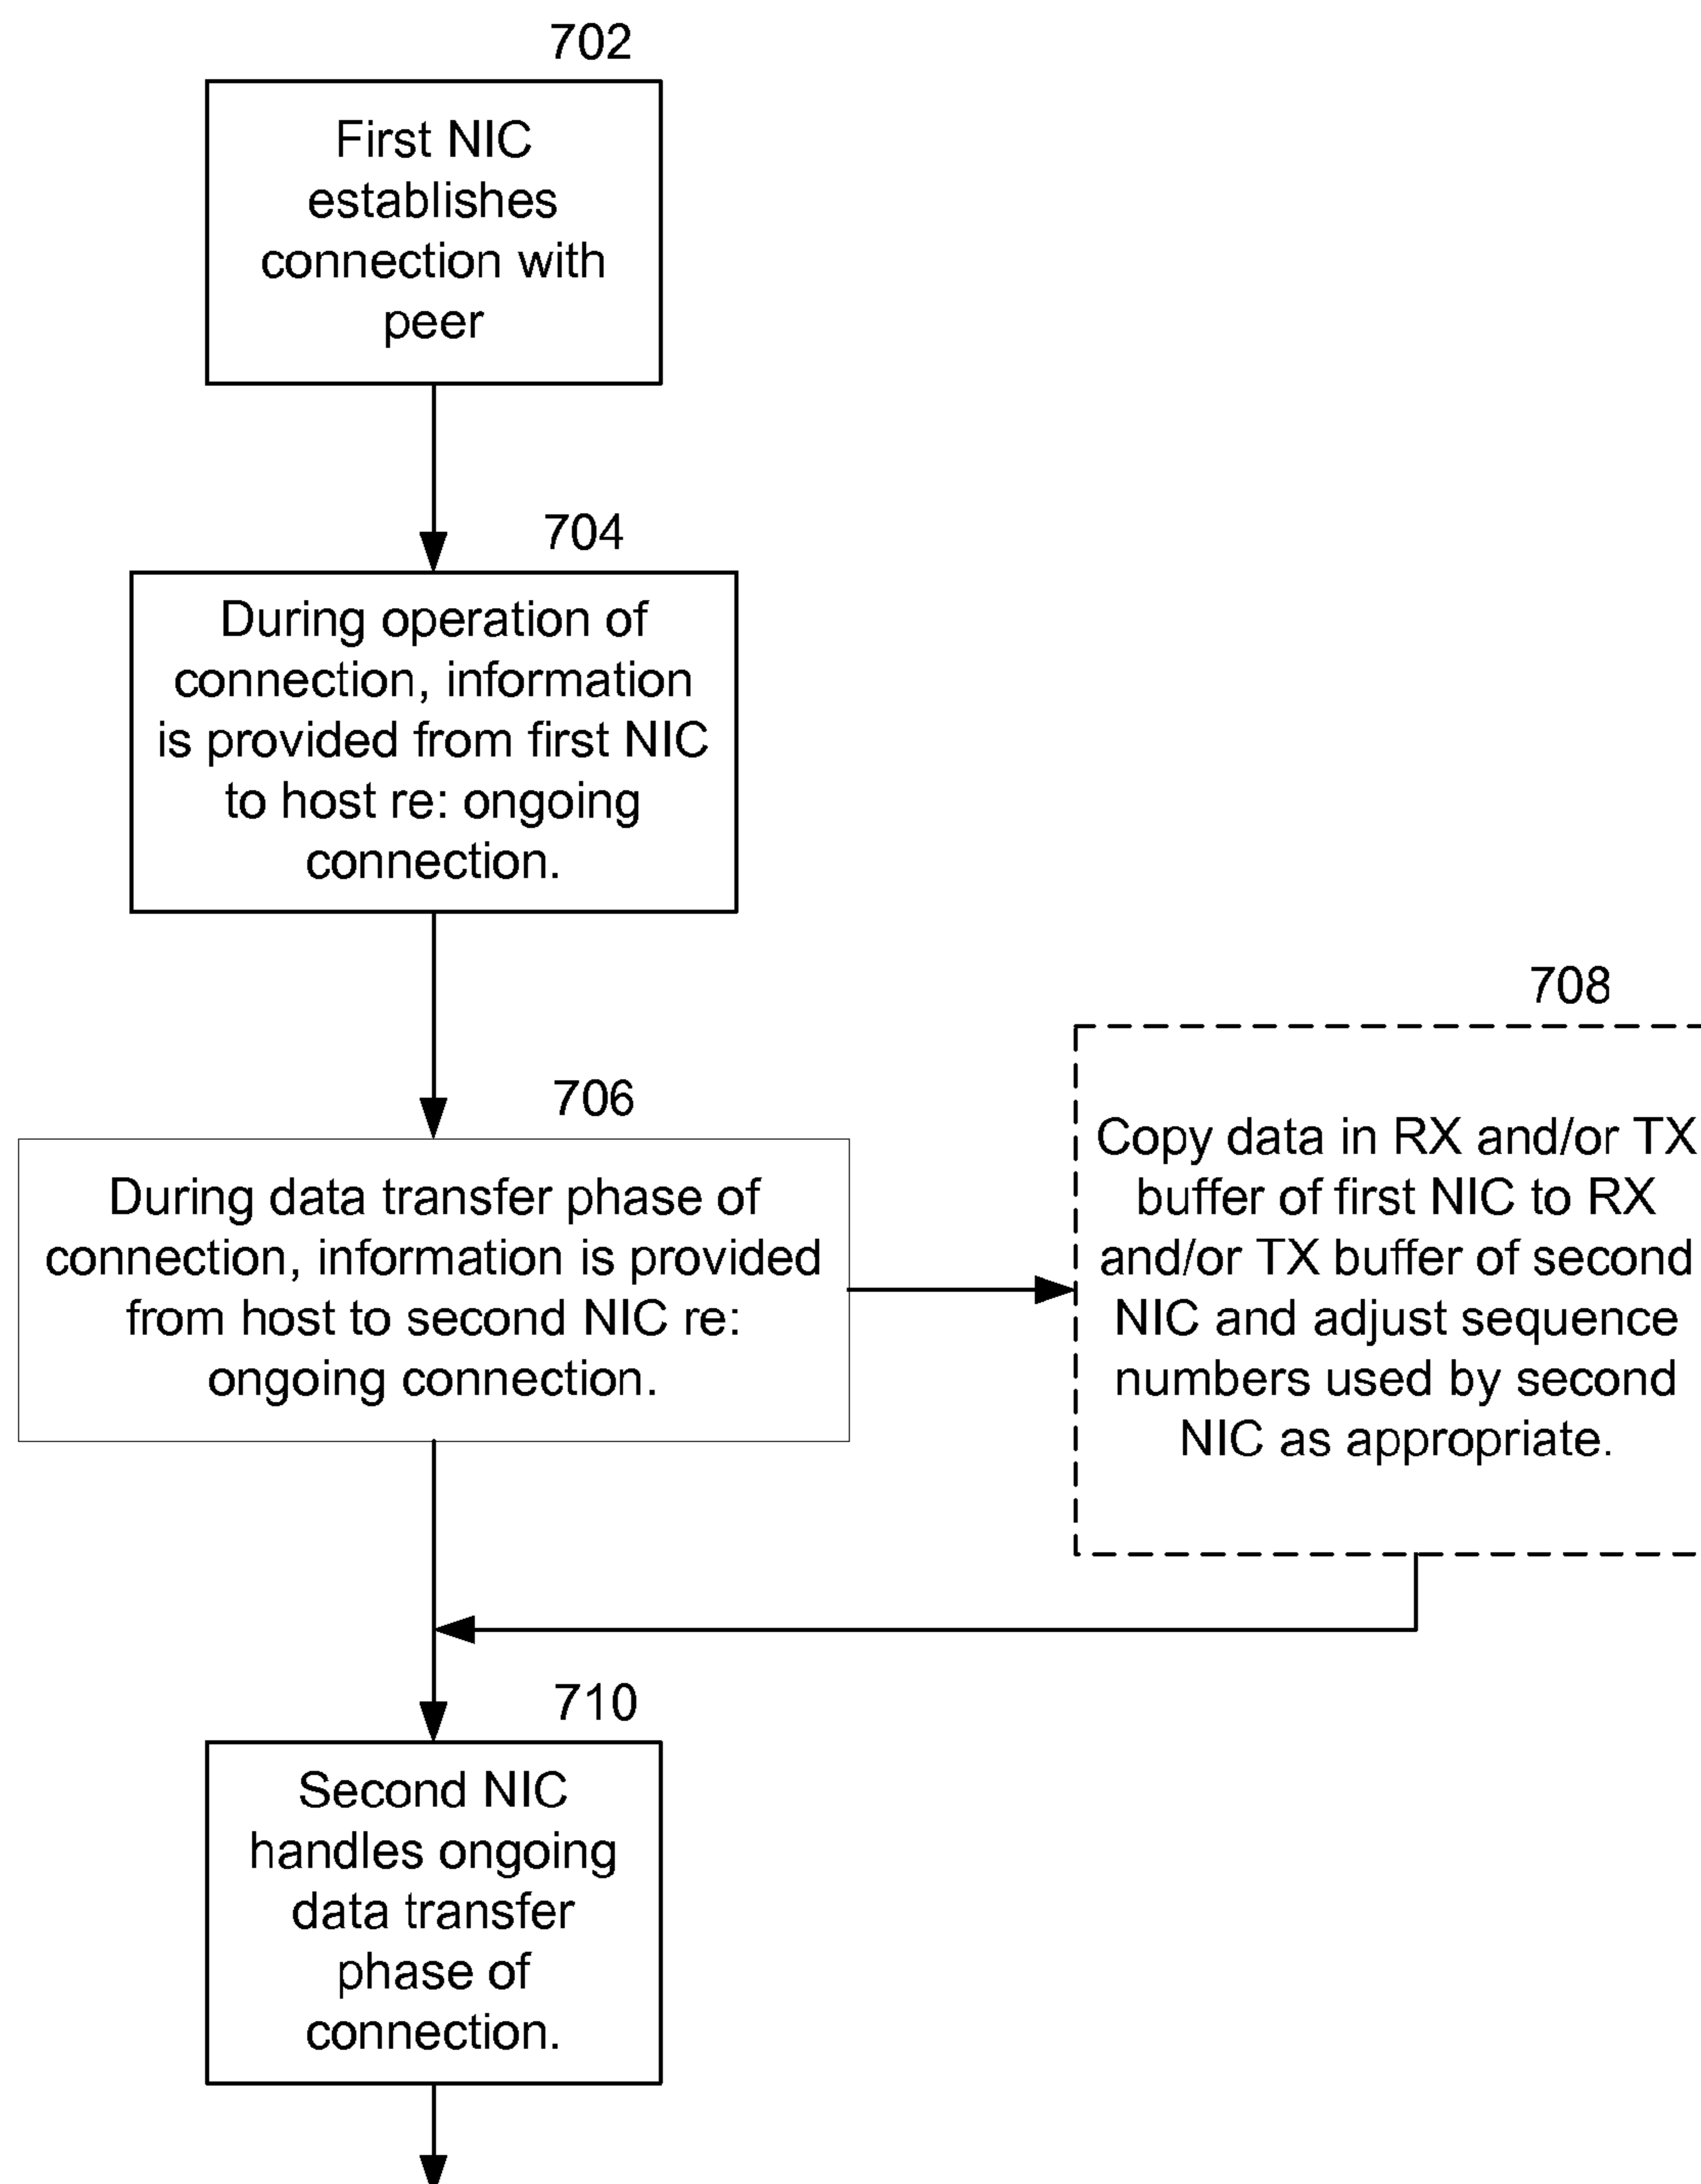 702
First NIC
establishes
connection with
peer
704
During operation of
connection, information
is provided from first NIC
to host re: ongoing
connection.
706
During data transfer phase of
connection, information is provided
from host to second NIC re:
ongoing connection.
708
Copy data in RX and/or TX
buffer of first NIC to RX
and/or TX buffer of second
NIC and adjust sequence
numbers used by second
NIC as appropriate.
710
Second NIC
handles ongoing
data transfer
phase of
connection.